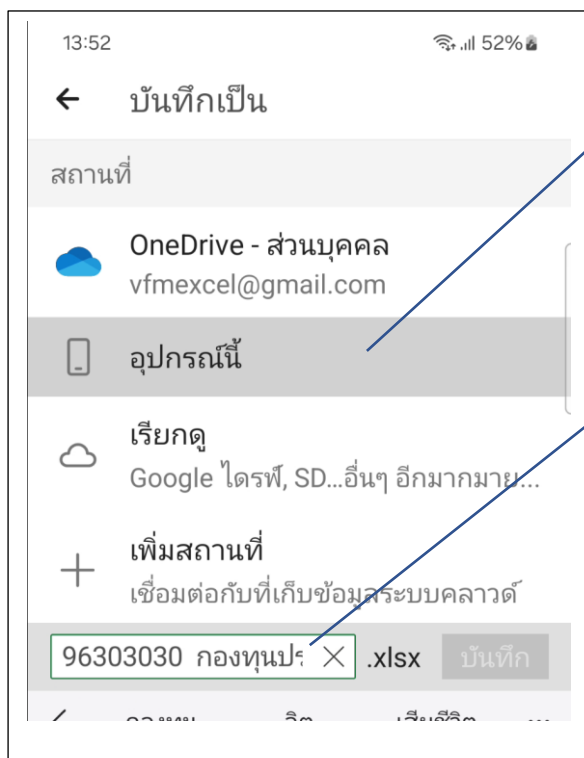 13:52 52%
บันทึกเป็น
สถานที่
OneDrive - ส่วนบุคคล
vfmexcel@gmail.com
อุปกรณ์นี้
เรียกดู
Google ไดรฟ์, SD...อื่นๆ อีกมากมาย...
เพิ่มสถานที่
เชื่อมต่อกับที่เก็บข้อมูลระบบคลาวด์
96303030 กองทุนปร .xlsx บันทึก